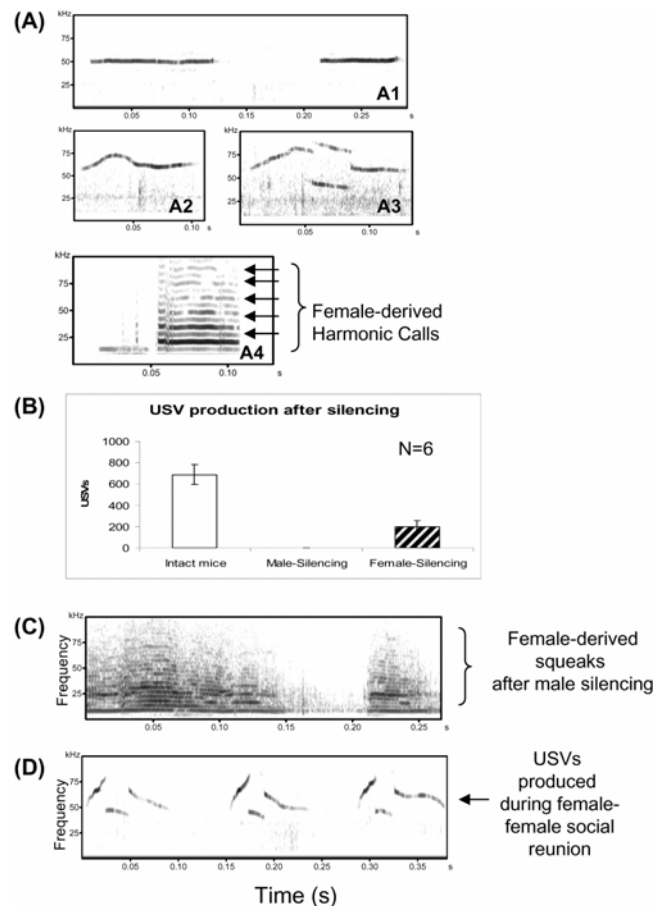 (A)
kHz
75
50
25
A1
0.05
0.10
0.15
0.20
0.25
s
kHz
75
50
25
A2
0.05
0.10
s
kHz
75
50
25
A3
0.05
0.10
s
kHz
75
50
25
A4
0.05
0.10
s
Female-derived
Harmonic Calls
(B)
USV production after silencing
N=6
USVs
1000
800
600
400
200
0
Intact mice
Male-Silencing
Female-Silencing
(C)
Frequency
kHz
75
50
25
0.05
0.10
0.15
0.20
0.25
s
Female-derived
squeaks
after male silencing
(D)
Frequency
kHz
75
50
25
0.05
0.10
0.15
0.20
0.25
0.30
0.35
s
USVs
produced
during female-
female social
reunion
Time (s)